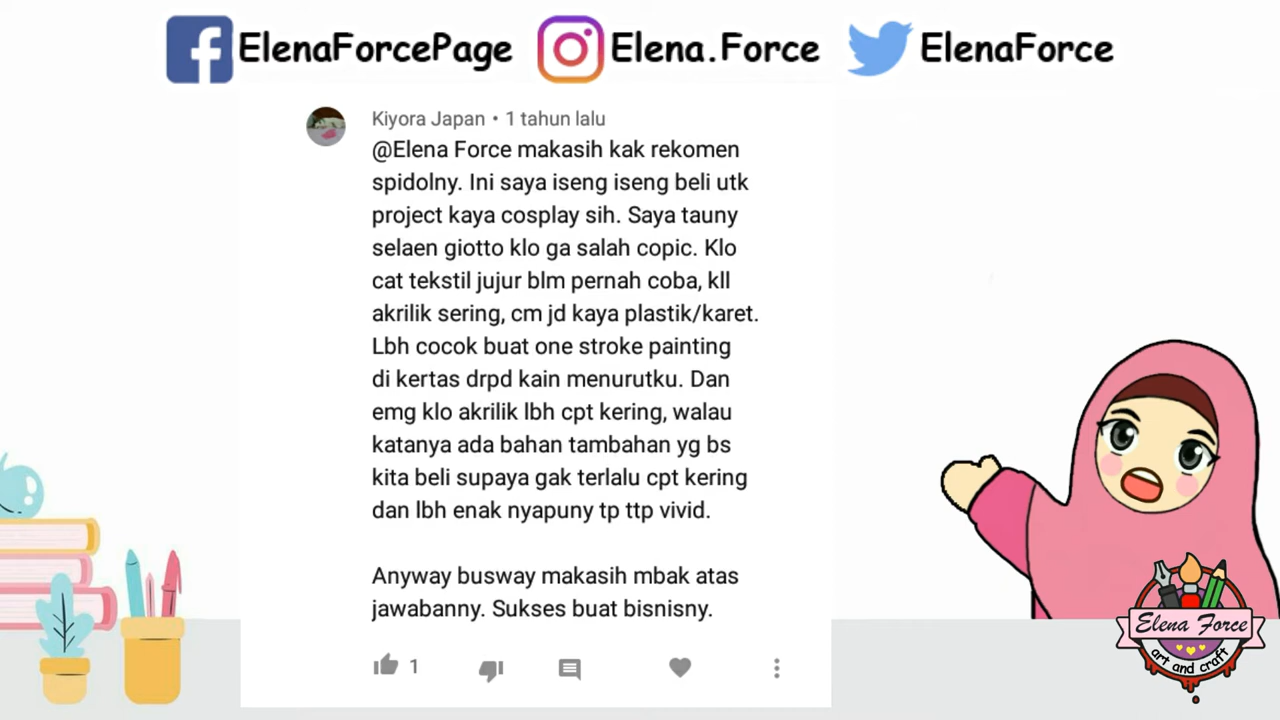 ElenaForcePage Elena.Force ElenaForce
Kiyora Japan • 1 tahun lalu
@Elena Force makasih kak rekomen
spidolny. Ini saya iseng iseng beli utk
project kaya cosplay sih. Saya tauny
selaen giotto klo ga salah copic. Klo
cat tekstil jujur blm pernah coba, kll
akrilik sering, cm jd kaya plastik/karet.
Lbh cocok buat one stroke painting
di kertas drpd kain menurutku. Dan
emg klo akrilik lbh cpt kering, walau
katanya ada bahan tambahan yg bs
kita beli supaya gak terlalu cpt kering
dan lbh enak nyapuny tp ttp vivid.
Anyway busway makasih mbak atas
jawabanny. Sukses buat bisnisny.
1
Elena Force
art and craft